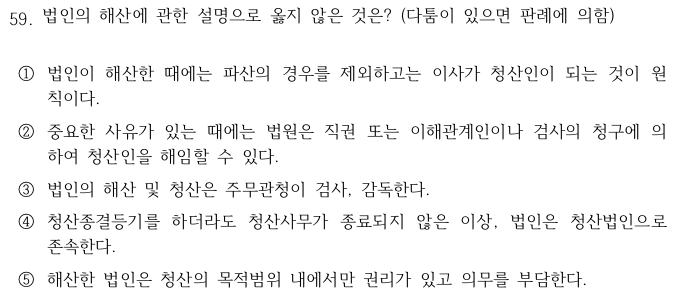 59. 법인의 해산에 관한 설명으로 옳지 않은 것은? (다툼이 있으면 판례에 의함)
① 법인이 해산한 때에는 파산의 경우를 제외하고는 이사가 청산인이 되는 것이 원
칙이다.
② 중요한 사유가 있는 때에는 법원은 직권 또는 이해관계인이나 검사의 청구에 의
하여 청산인을 해임할 수 있다.
③ 법인의 해산 및 청산은 주무관청이 검사, 감독한다.
④ 청산종결등기를 하더라도 청산사무가 종료되지 않은 이상, 법인은 청산법인으로
존속한다.
⑤ 해산한 법인은 청산의 목적범위 내에서만 권리가 있고 의무를 부담한다.